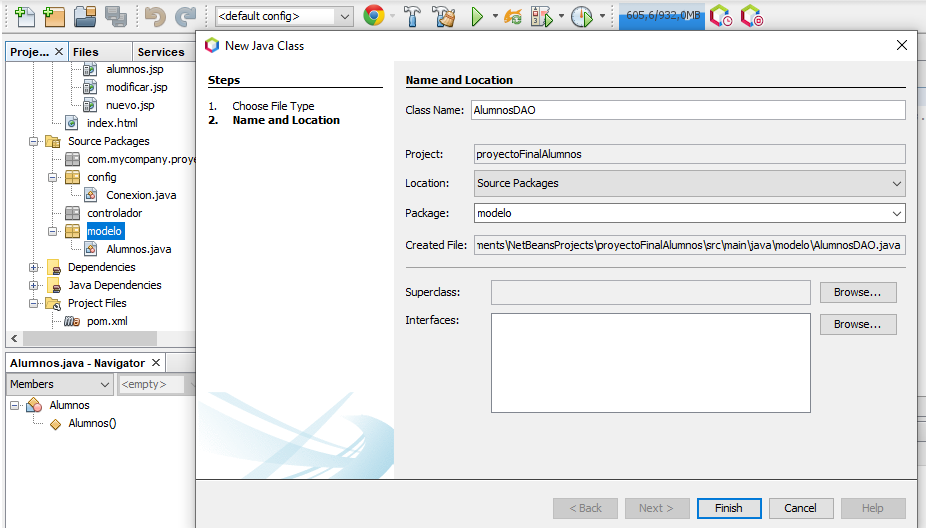 <default config>
605,6/932,0MB
Proje... ×
Files
Services
alumnos.jsp
modificar.jsp
nuevo.jsp
index.html
Source Packages
com.mycompany.proye
config
Conexion.java
controlador
modelo
Alumnos.java
Dependencies
Java Dependencies
Project Files
pom.xml
Alumnos.java - Navigator ×
Members
<empty>
Alumnos
Alumnos()
New Java Class
Steps
1. Choose File Type
2. Name and Location
Name and Location
Class Name: AlumnosDAO
Project: proyectoFinalAlumnos
Location: Source Packages
Package: modelo
Created File: ments\NetBeansProjects\proyectoFinalAlumnos\src\main\java\modelo\AlumnosDAO.java
Superclass:
Browse...
Interfaces:
Browse...
< Back
Next >
Finish
Cancel
Help